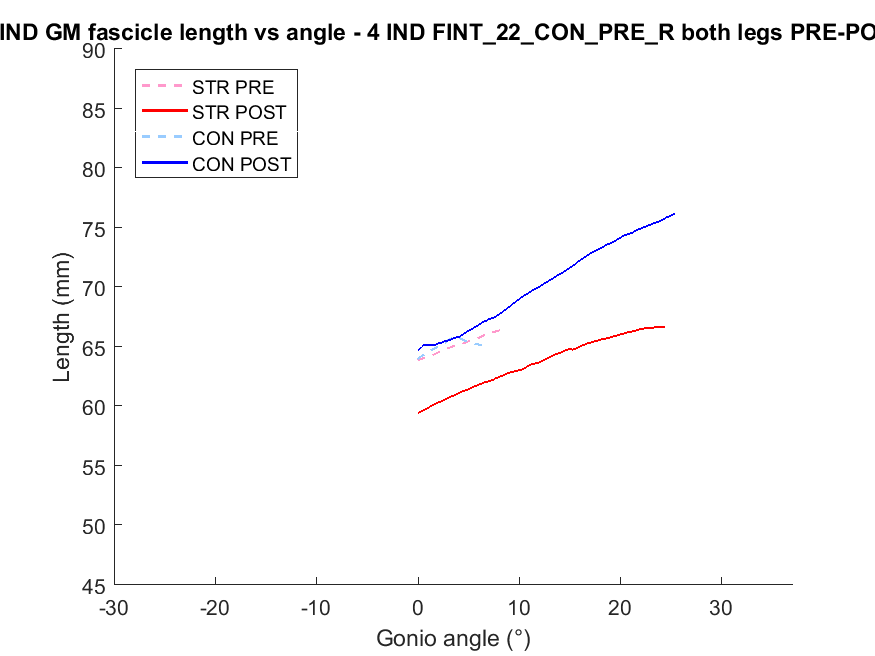 IND GM fascicle length vs angle - 4 IND FINT_22_CON_PRE_R both legs PRE-PO
90
85
80
75
70
65
60
55
50
45
Length (mm)
STR PRE
STR POST
CON PRE
CON POST
-30
-20
-10
0
10
20
30
Gonio angle (°)